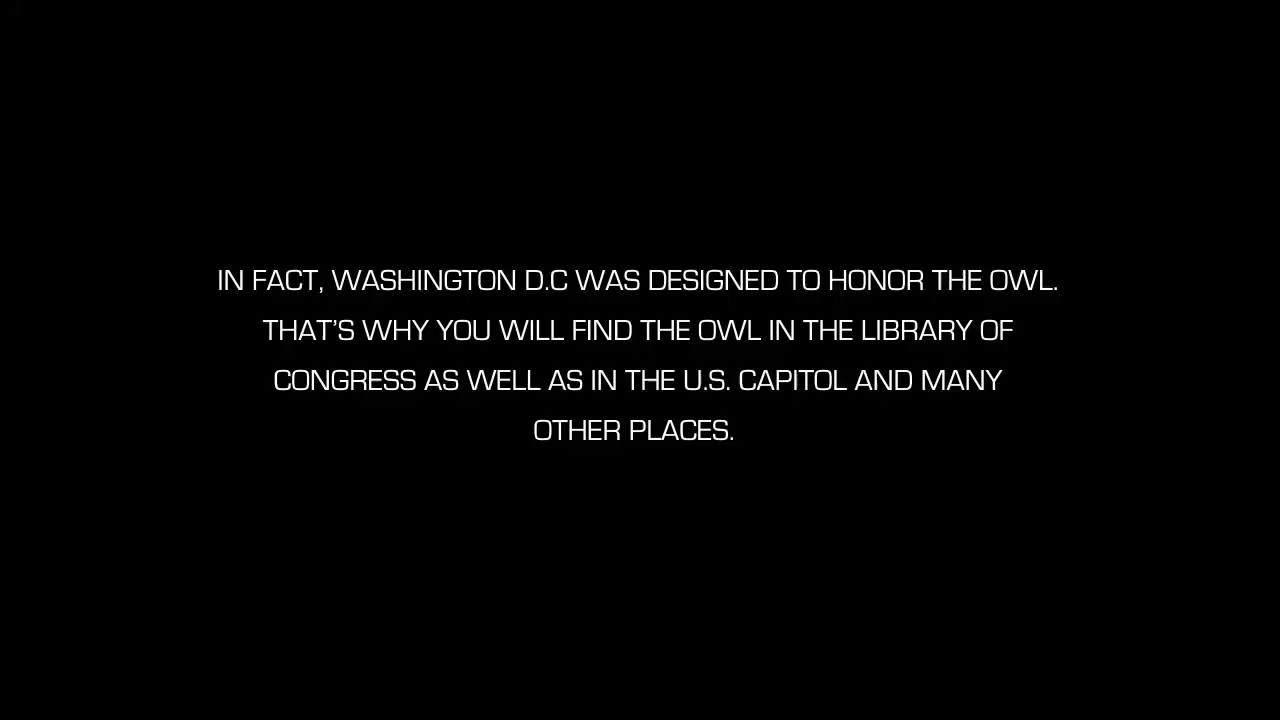 IN FACT, WASHINGTON D.C WAS DESIGNED TO HONOR THE OWL.
THAT’S WHY YOU WILL FIND THE OWL IN THE LIBRARY OF
CONGRESS AS WELL AS IN THE U.S. CAPITOL AND MANY
OTHER PLACES.